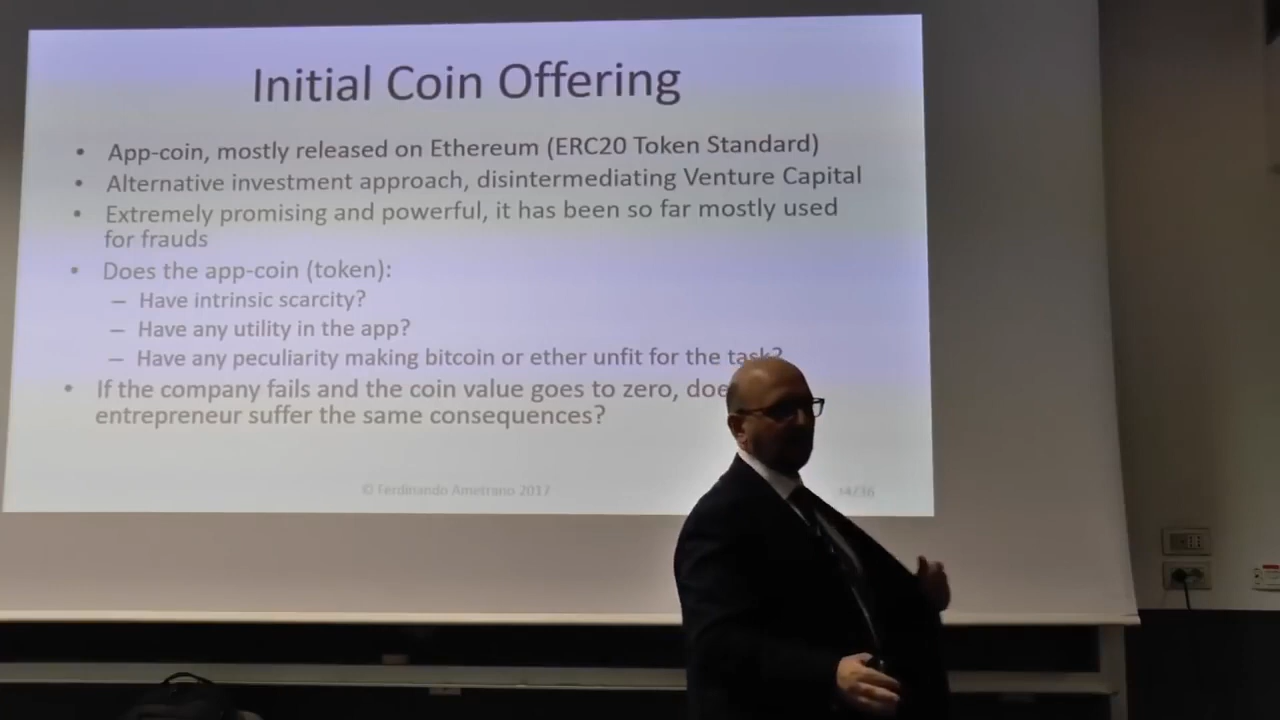 Initial Coin Offering
• App-coin, mostly released on Ethereum (ERC20 Token Standard)
• Alternative investment approach, disintermediating Venture Capital
• Extremely promising and powerful, it has been so far mostly used
for frauds
• Does the app-coin (token):
– Have intrinsic scarcity?
– Have any utility in the app?
– Have any peculiarity making bitcoin or ether unfit for the task?
• If the company fails and the coin value goes to zero,
entrepreneur suffer the same consequences?
© Ferdinando Ametrano 2017